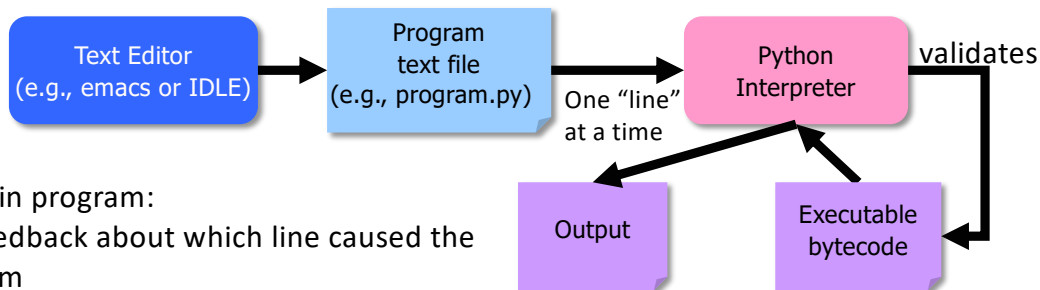 Text Editor
(e.g., emacs or IDLE)
Program
text file
(e.g., program.py)
One “line”
at a time
Python
Interpreter
validates
in program:
edback about which line caused the
m
Output
Executable
bytecode